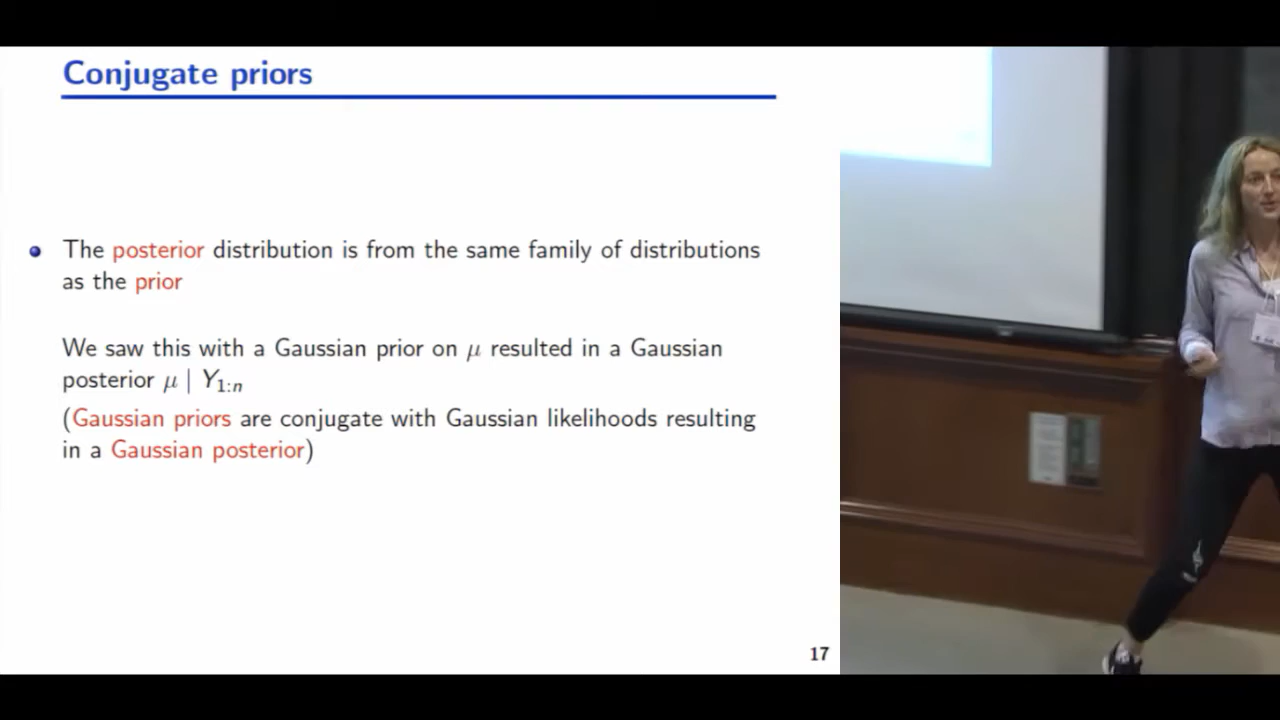 Conjugate priors
The posterior distribution is from the same family of distributions
as the prior
We saw this with a Gaussian prior on μ resulted in a Gaussian
posterior μ | Y₁:ₙ
(Gaussian priors are conjugate with Gaussian likelihoods resulting
in a Gaussian posterior)
17